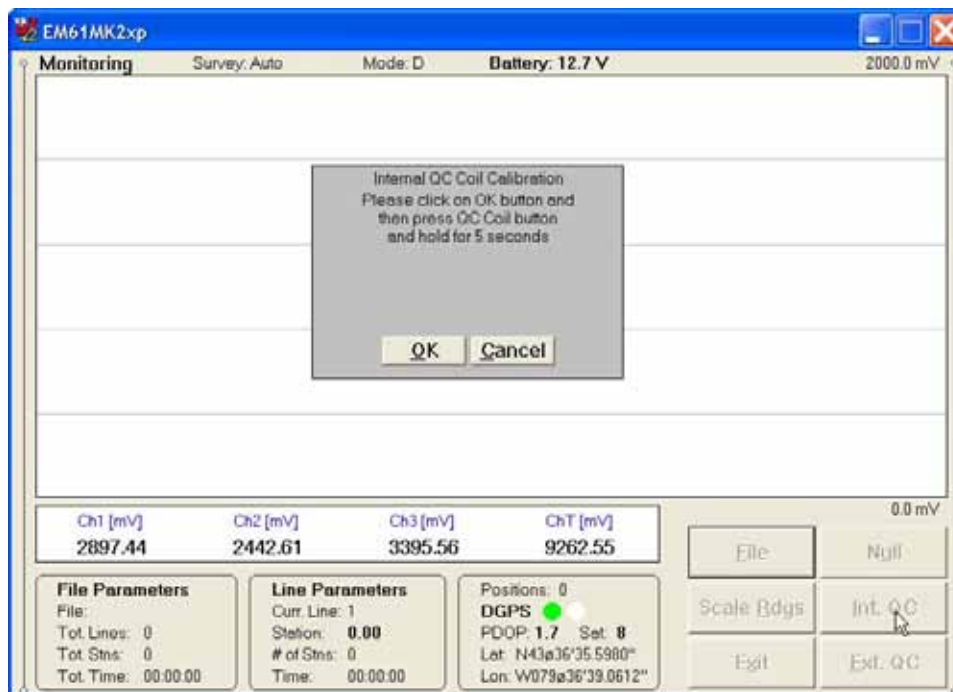 EM61MK2xp
Monitoring Survey: Auto Mode: D Battery: 12.7 V 2000.0 mV
Internal QC Coil Calibration
Please click on OK button and
then press QC Coil button
and hold for 5 seconds
OK Cancel
0.0 mV
Ch1 [mV] Ch2 [mV] Ch3 [mV] ChT [mV]
2897.44 2442.61 3395.56 9262.55
File Null
Scale Rdgs Int. QC
Exit Ext. QC
File Parameters
File:
Tot. Lines: 0
Tot. Stns: 0
Tot. Time: 00:00:00
Line Parameters
Curr. Line: 1
Station: 0.00
# of Stns: 0
Time: 00:00:00
Positions: 0
DGPS
PDOP: 1.7 Sat: 8
Lat: N43ø36'35.5980"
Lon: W079ø36'39.0612"